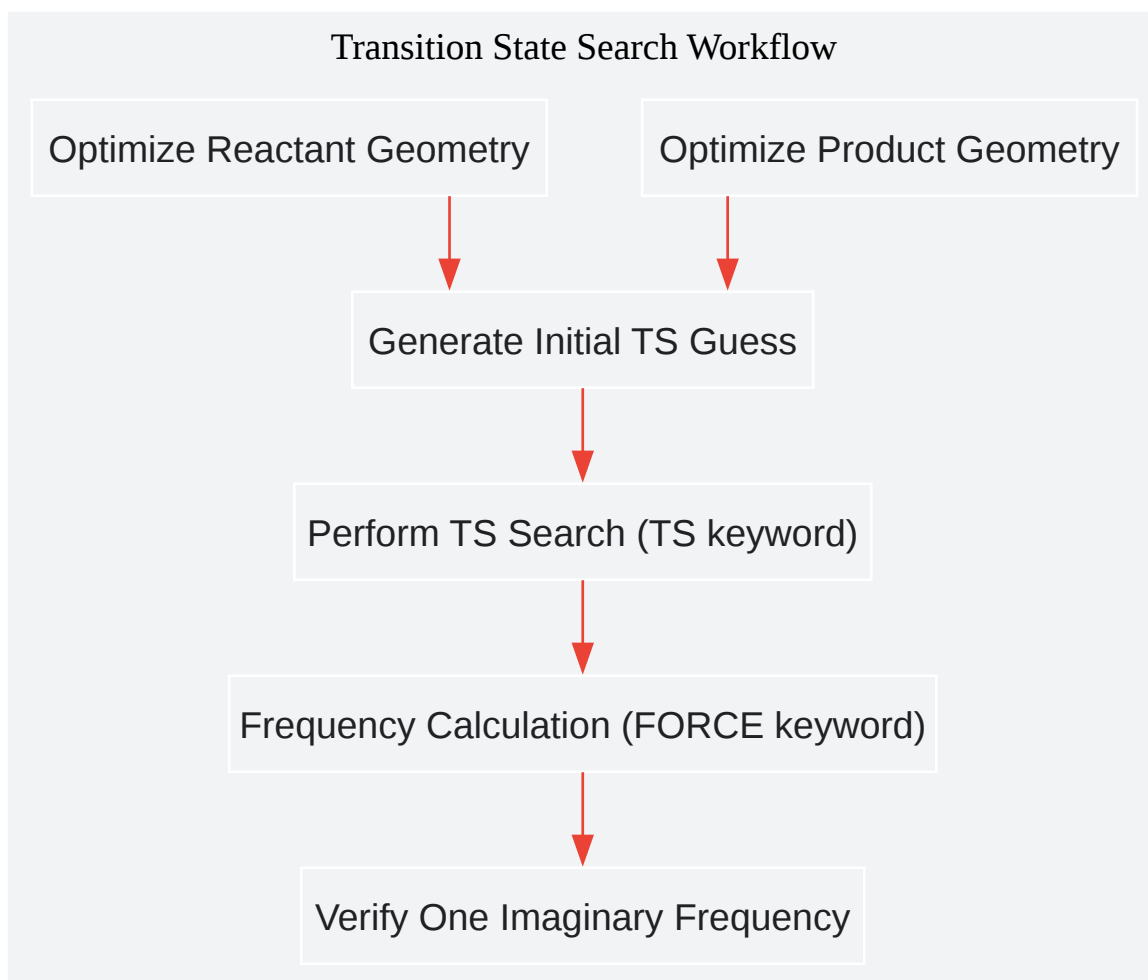 Transition State Search Workflow
Optimize Reactant Geometry
Optimize Product Geometry
Generate Initial TS Guess
Perform TS Search (TS keyword)
Frequency Calculation (FORCE keyword)
Verify One Imaginary Frequency